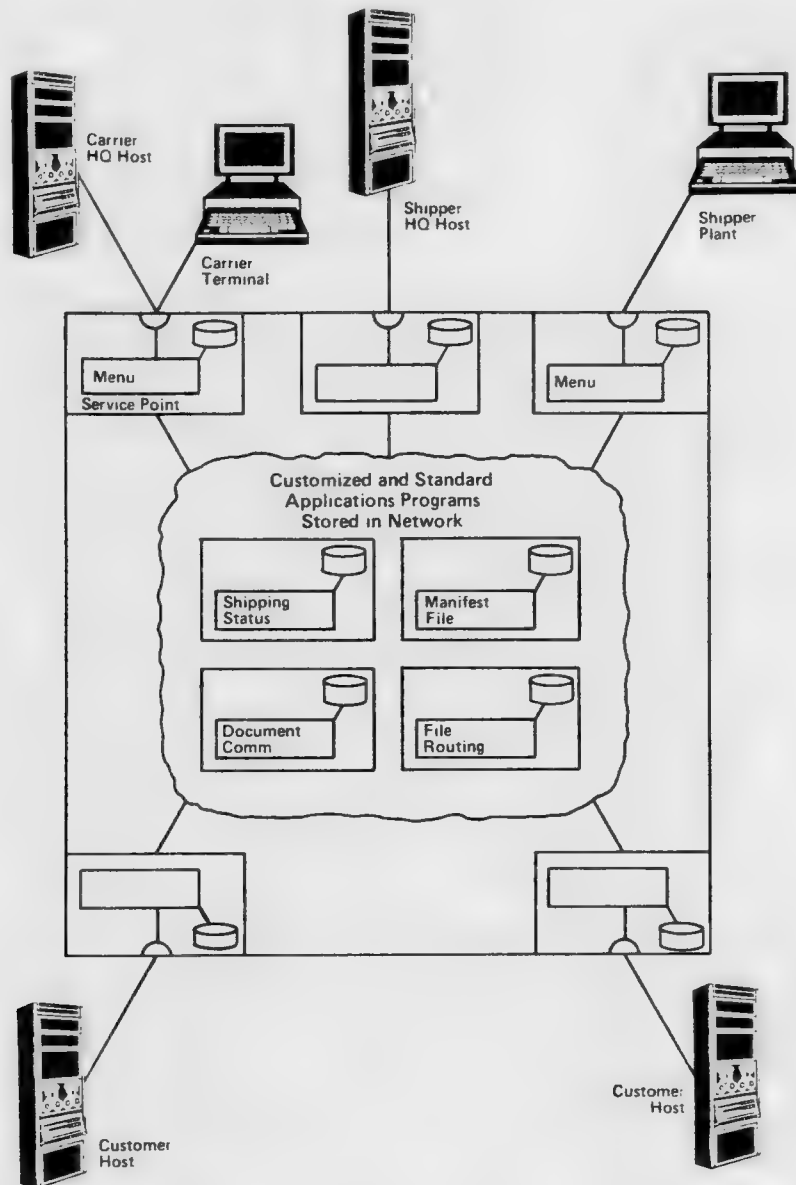 Carrier
HQ Host
Carrier
Terminal
Shipper
HQ Host
Shipper
Plant
Menu
Service Point
Menu
Customized and Standard
Applications Programs
Stored in Network
Shipping
Status
Manifest
File
Document
Comm
File
Routing
Customer
Host
Customer
Host